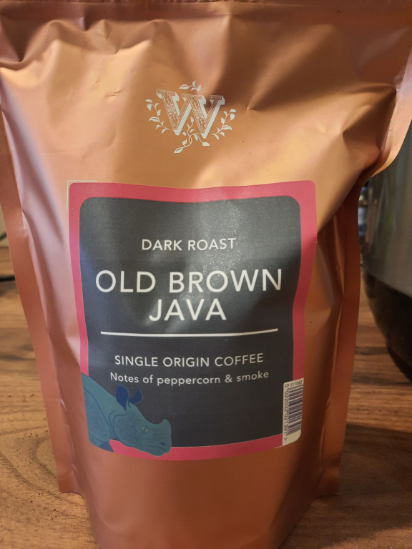 W
DARK ROAST
OLD BROWN
JAVA
SINGLE ORIGIN COFFEE
Notes of peppercorn & smoke